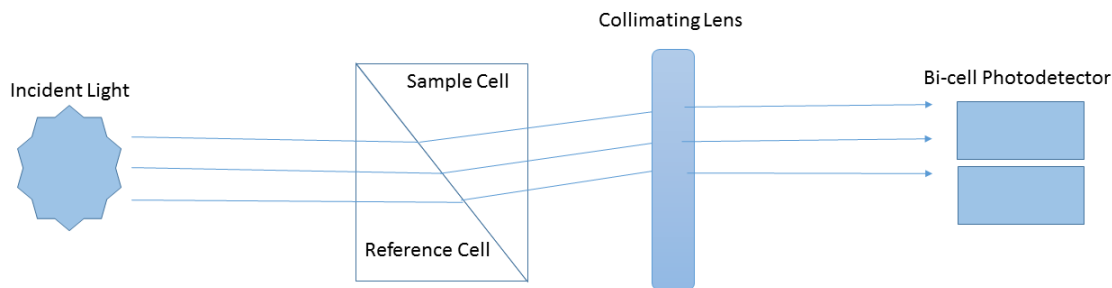 Collimating Lens
Incident Light
Sample Cell
Bi-cell Photodetector
Reference Cell